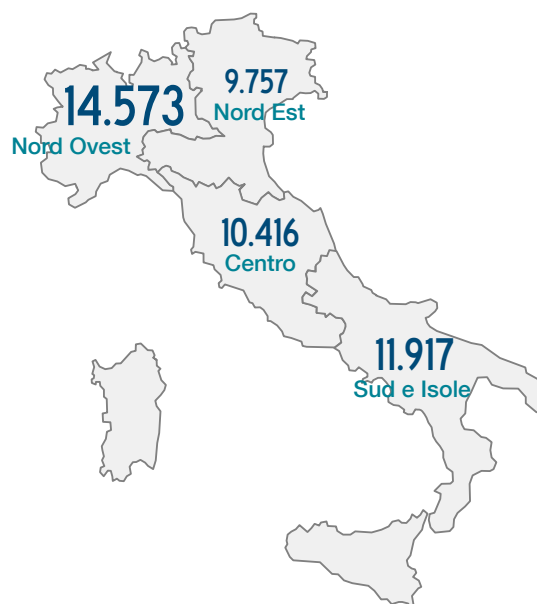 9.757
Nord Est
14.573
Nord Ovest
10.416
Centro
11.917
Sud e Isole